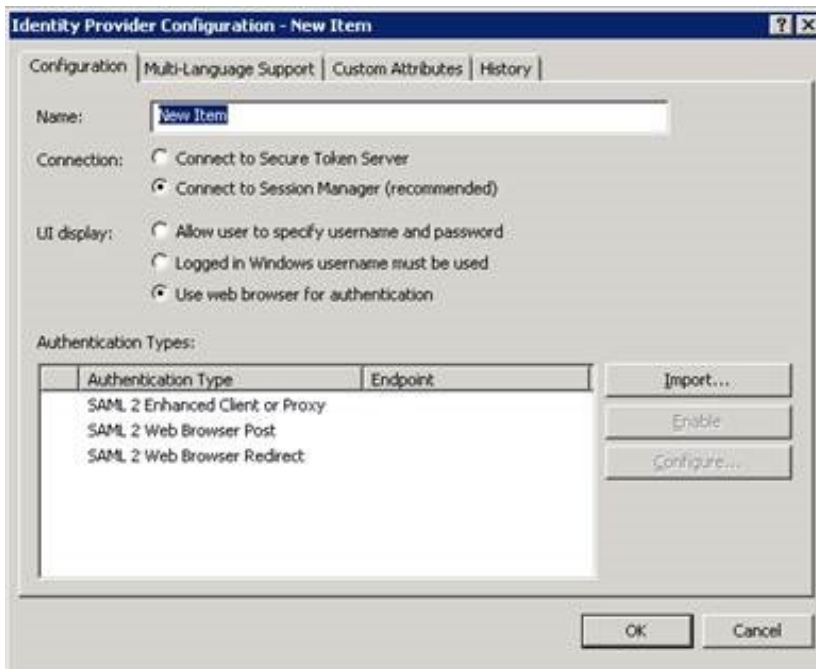 Identity Provider Configuration - New Item
Configuration Multi-Language Support Custom Attributes History
Name: New Item
Connection: Connect to Secure Token Server
Connect to Session Manager (recommended)
UI display: Allow user to specify username and password
Logged in Windows username must be used
Use web browser for authentication
Authentication Types:
Authentication Type Endpoint
SAML 2 Enhanced Client or Proxy
SAML 2 Web Browser Post
SAML 2 Web Browser Redirect
Import...
Enable
Configure...
OK Cancel